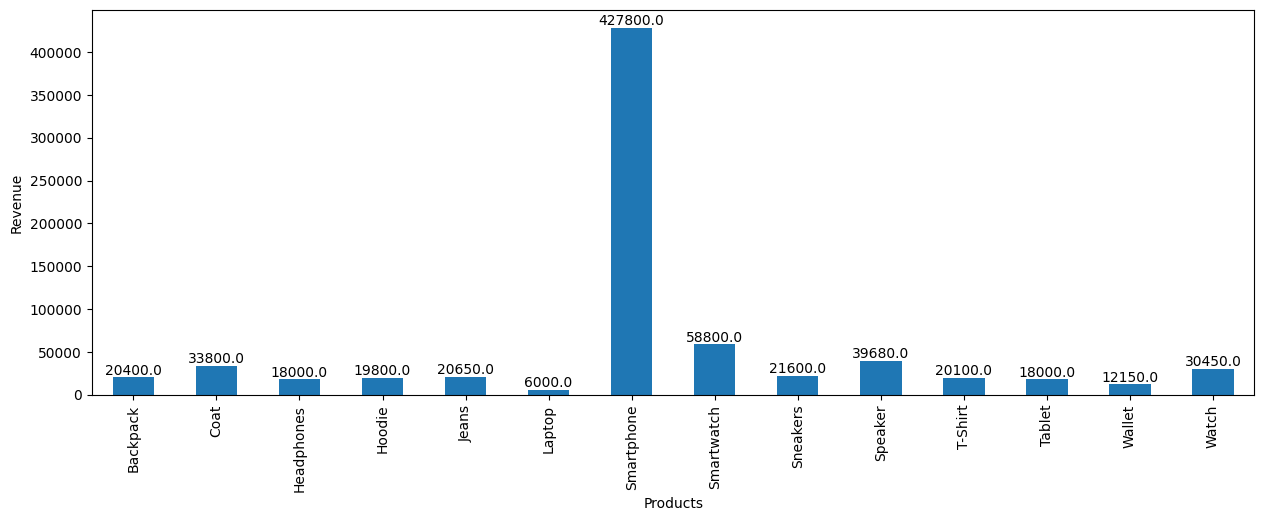 427800.0
400000
350000
300000
250000
200000
150000
100000
50000
0
Revenue
20400.0
33800.0
18000.0
19800.0
20650.0
6000.0
58800.0
21600.0
39680.0
20100.0
18000.0
12150.0
30450.0
Backpack
Coat
Headphones
Hoodie
Jeans
Laptop
Smartphone
Smartwatch
Sneakers
Speaker
T-Shirt
Tablet
Wallet
Watch
Products